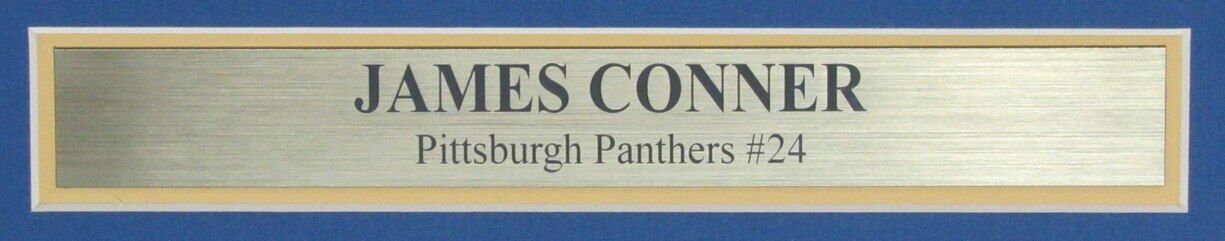 JAMES CONNER
Pittsburgh Panthers #24